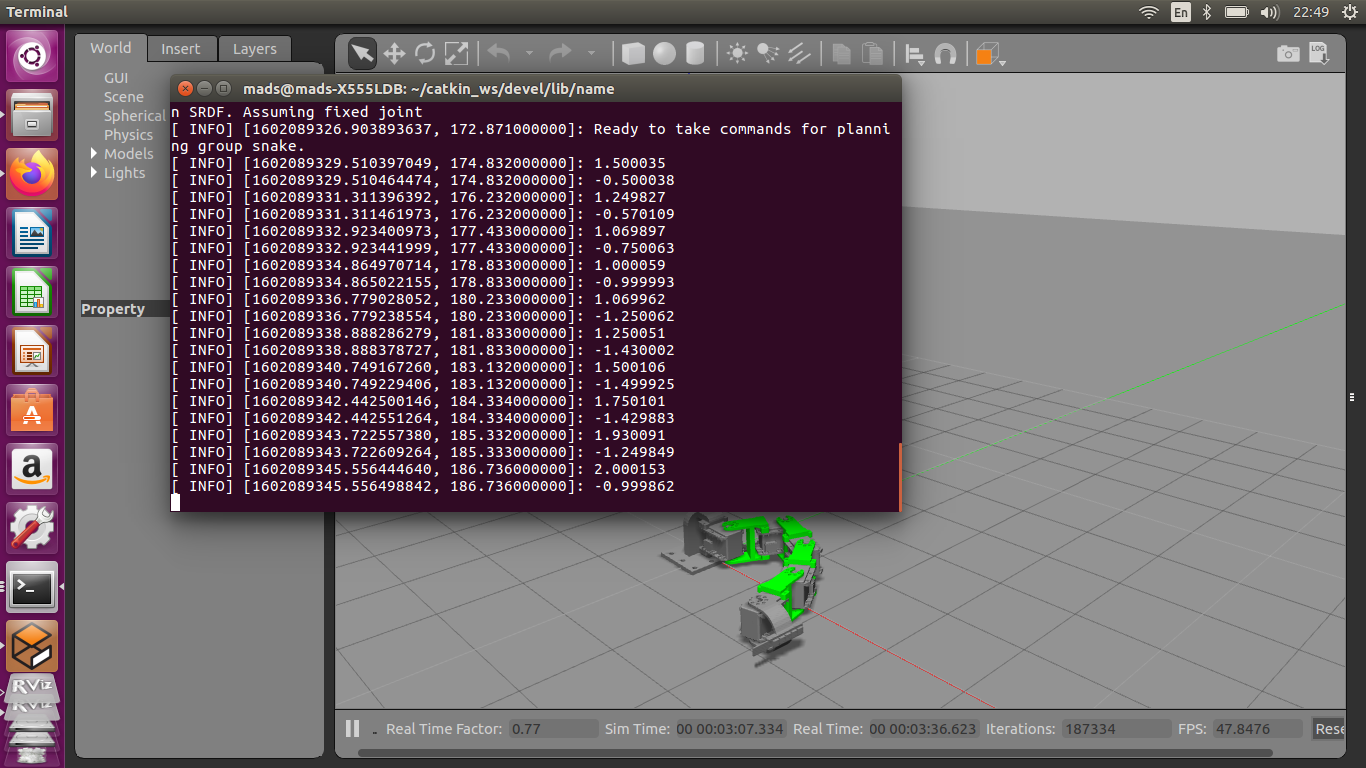 Terminal
En
22:49
World
Insert
Layers
LOG
GUI
Scene
Spherical
Physics
Models
Lights
Property
mads@mads-X555LDB: ~/catkin_ws/devel/lib/name
n SRDF. Assuming fixed joint
[ INFO] [1602089326.903893637, 172.871000000]: Ready to take commands for planni
ng group snake.
[ INFO] [1602089329.510397049, 174.832000000]: 1.500035
[ INFO] [1602089329.510464474, 174.832000000]: -0.500038
[ INFO] [1602089331.311396392, 176.232000000]: 1.249827
[ INFO] [1602089331.311461973, 176.232000000]: -0.570109
[ INFO] [1602089332.923400973, 177.433000000]: 1.069897
[ INFO] [1602089332.923441999, 177.433000000]: -0.750063
[ INFO] [1602089334.864970714, 178.833000000]: 1.000059
[ INFO] [1602089334.865022155, 178.833000000]: -0.999993
[ INFO] [1602089336.779028052, 180.233000000]: 1.069962
[ INFO] [1602089336.779238554, 180.233000000]: -1.250062
[ INFO] [1602089338.888286279, 181.833000000]: 1.250051
[ INFO] [1602089338.888378727, 181.833000000]: -1.430002
[ INFO] [1602089340.749167260, 183.132000000]: 1.500106
[ INFO] [1602089340.749229406, 183.132000000]: -1.499925
[ INFO] [1602089342.442500146, 184.334000000]: 1.750101
[ INFO] [1602089342.442551264, 184.334000000]: -1.429883
[ INFO] [1602089343.722557380, 185.332000000]: 1.930091
[ INFO] [1602089343.722609264, 185.333000000]: -1.249849
[ INFO] [1602089345.556444640, 186.736000000]: 2.000153
[ INFO] [1602089345.556498842, 186.736000000]: -0.999862
RViz
Real Time Factor: 0.77 Sim Time: 00 00:03:07.334 Real Time: 00 00:03:36.623 Iterations: 187334 FPS: 47.8476 Rese